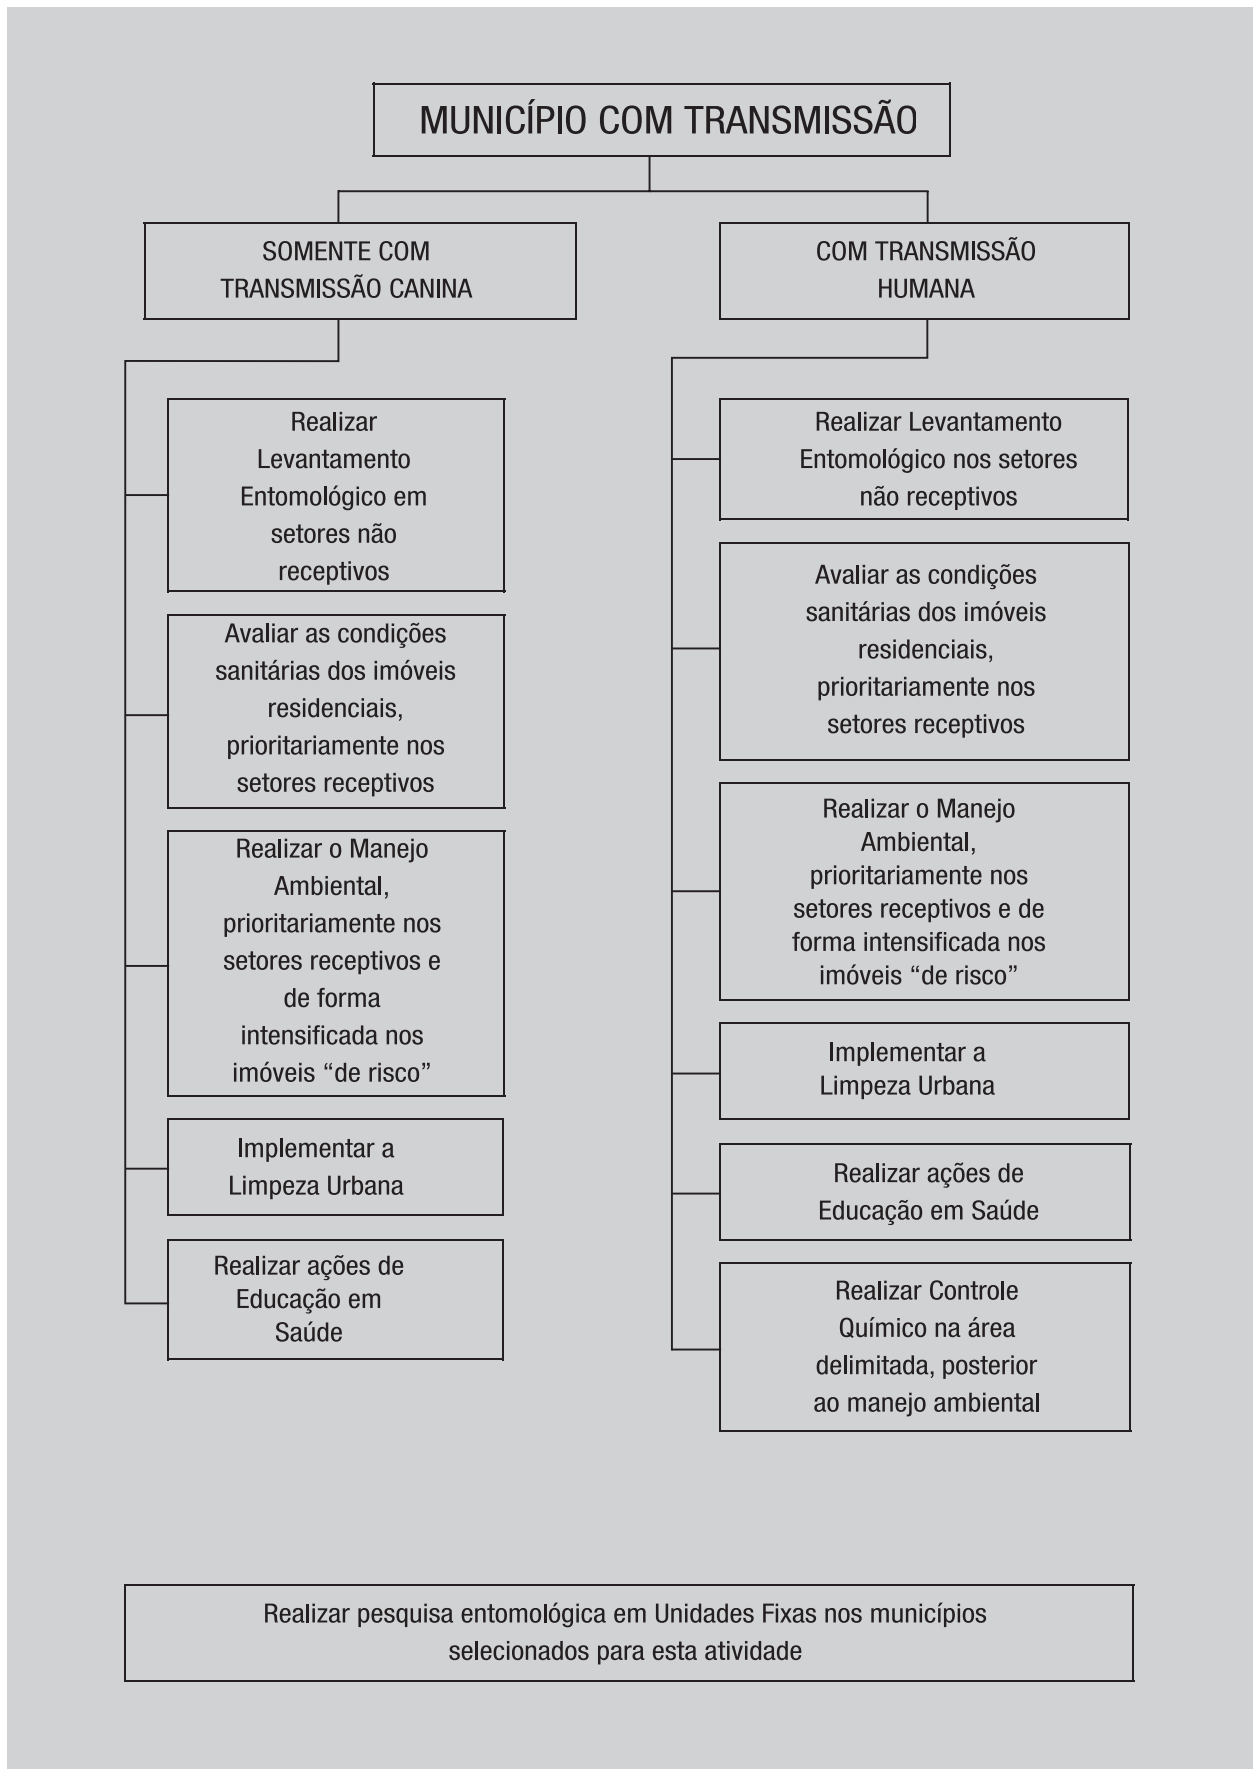 MUNICÍPIO COM TRANSMISSÃO
SOMENTE COM
TRANSMISSÃO CANINA
Realizar
Levantamento
Entomológico em
setores não
receptivos
Avaliar as condições
sanitárias dos imóveis
residenciais,
prioritariamente nos
setores receptivos
Realizar o Manejo
Ambiental,
prioritariamente nos
setores receptivos e
de forma
intensificada nos
imóveis “de risco”
Implementar a
Limpeza Urbana
Realizar ações de
Educação em
Saúde
COM TRANSMISSÃO
HUMANA
Realizar Levantamento
Entomológico nos setores
não receptivos
Avaliar as condições
sanitárias dos imóveis
residenciais,
prioritariamente nos
setores receptivos
Realizar o Manejo
Ambiental,
prioritariamente nos
setores receptivos e de
forma intensificada nos
imóveis “de risco”
Implementar a
Limpeza Urbana
Realizar ações de
Educação em Saúde
Realizar Controle
Químico na área
delimitada, posterior
ao manejo ambiental
Realizar pesquisa entomológica em Unidades Fixas nos municípios
selecionados para esta atividade